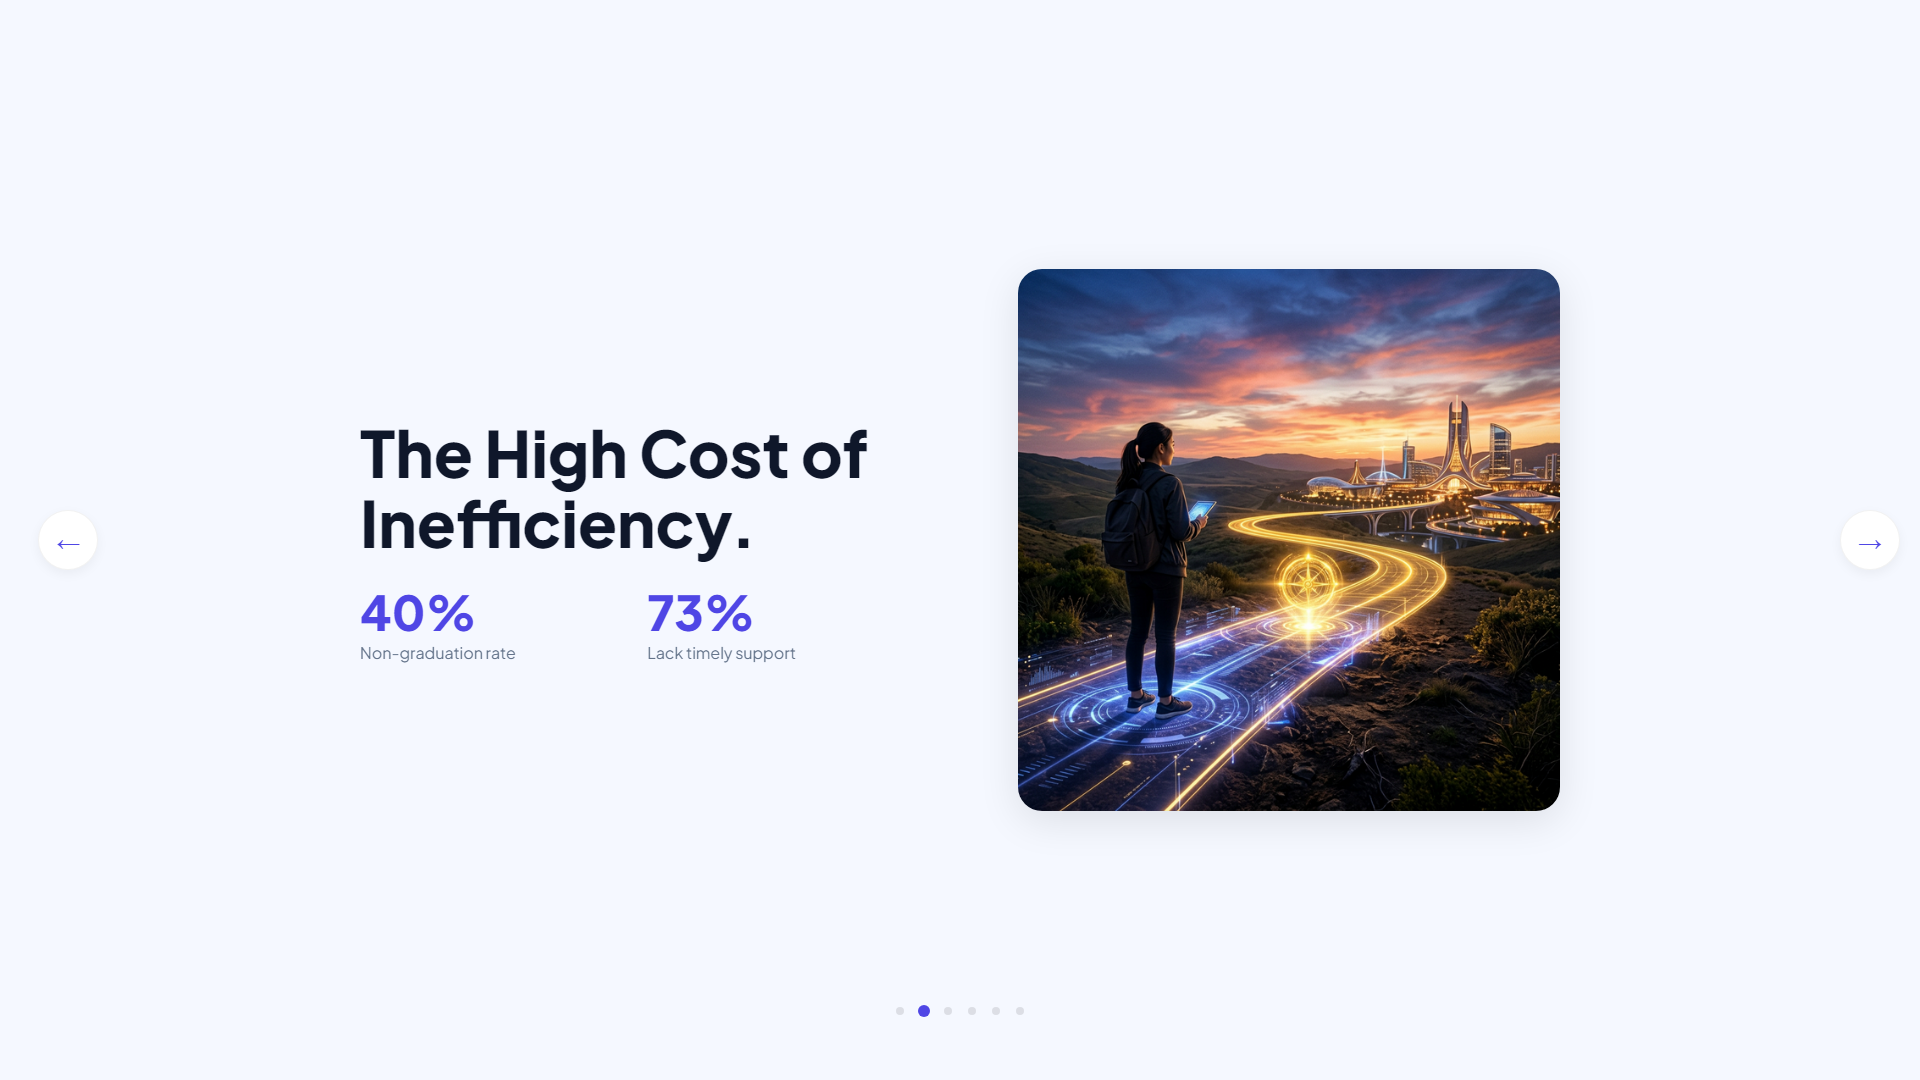 The High Cost of
Inefficiency.
40%
73%
Non-graduation rate
Lack timely support
←
→